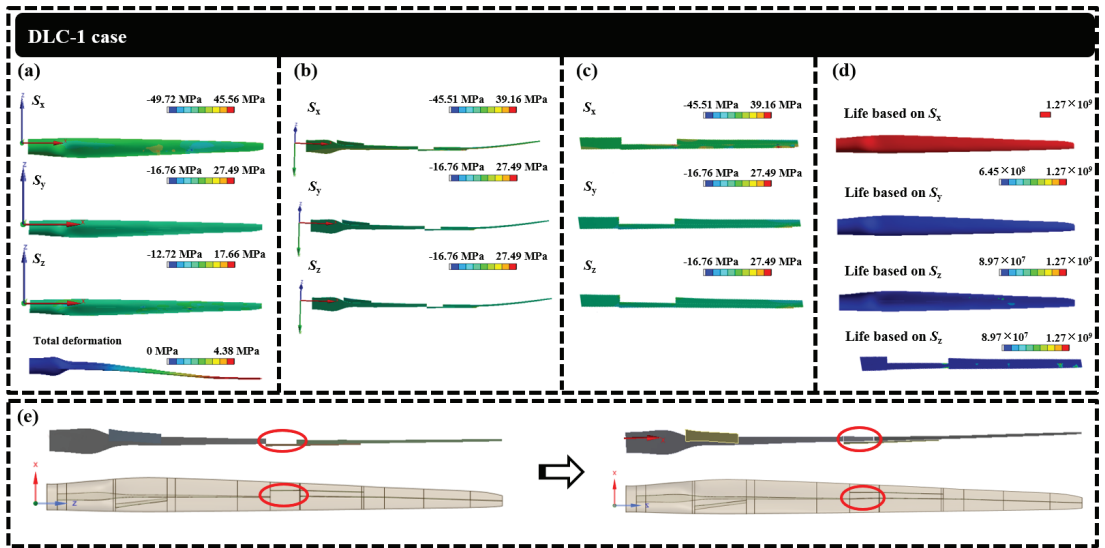 DLC-1 case
(a)
Sx
-49.72 MPa 45.56 MPa
z
Sy
-16.76 MPa 27.49 MPa
z
Sz
-12.72 MPa 17.66 MPa
z
Total deformation
0 MPa 4.38 MPa
(b)
Sx
-45.51 MPa 39.16 MPa
Sy
-16.76 MPa 27.49 MPa
Sz
-16.76 MPa 27.49 MPa
(c)
Sx
-45.51 MPa 39.16 MPa
Sy
-16.76 MPa 27.49 MPa
Sz
-16.76 MPa 27.49 MPa
(d)
Life based on Sx
1.27×10⁹
Life based on Sy
6.45×10⁸ 1.27×10⁹
Life based on Sz
8.97×10⁷ 1.27×10⁹
Life based on Sz
8.97×10⁷ 1.27×10⁹
(e)
x
z
x